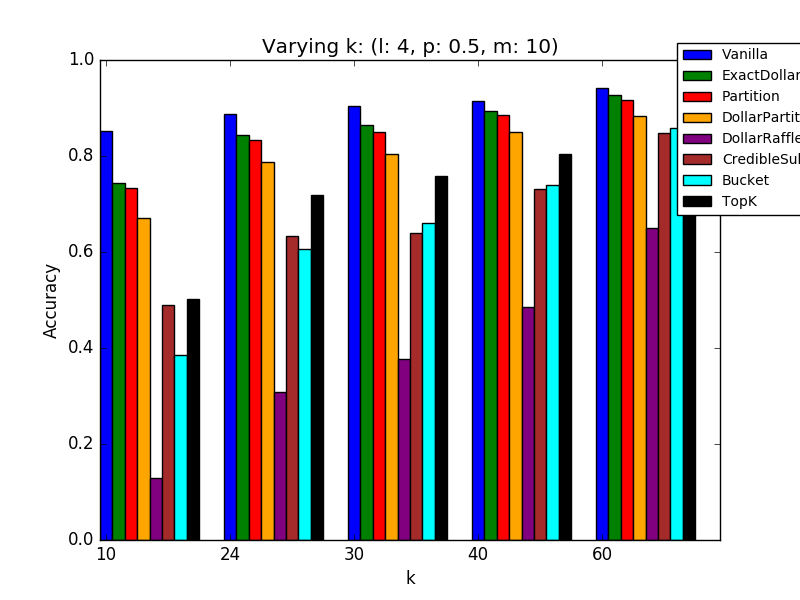 Varying k: (l: 4, p: 0.5, m: 10)
1.0
0.8
0.6
0.4
0.2
0.0
Accuracy
10 24 30 40 60
k
Vanilla
ExactDollar
Partition
DollarPartit
DollarRaffle
CredibleSub
Bucket
TopK